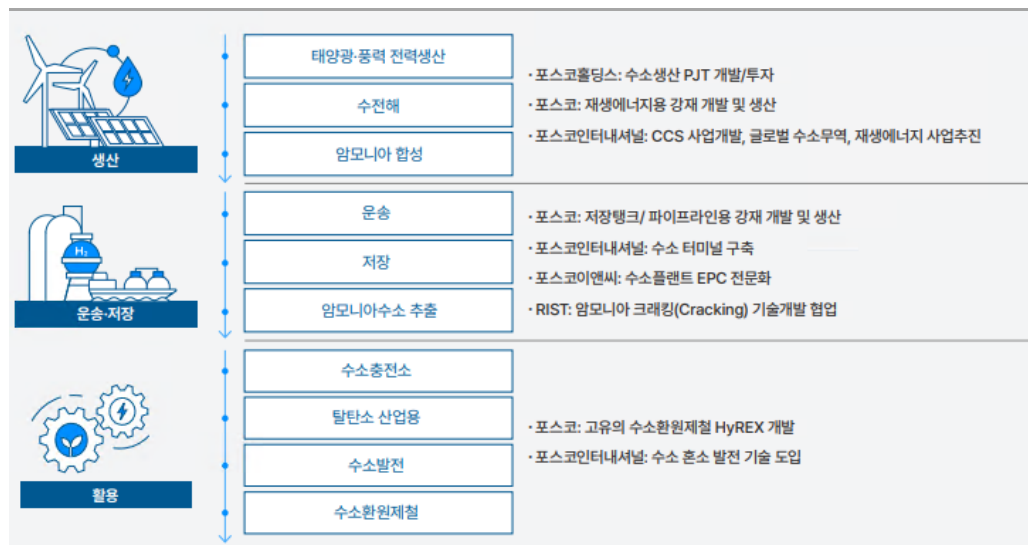 태양광·풍력 전력생산
수전해
암모니아 합성
생산
· 포스코홀딩스: 수소생산 PJT 개발/투자
· 포스코: 재생에너지용 강재 개발 및 생산
· 포스코인터내셔널: CCS 사업개발, 글로벌 수소무역, 재생에너지 사업추진
H₂
운송
저장
암모니아수소 추출
운송·저장
· 포스코: 저장탱크/ 파이프라인용 강재 개발 및 생산
· 포스코인터내셔널: 수소 터미널 구축
· 포스코이앤씨: 수소플랜트 EPC 전문화
· RIST: 암모니아 크래킹(Cracking) 기술개발 협업
수소충전소
탈탄소 산업용
수소발전
수소환원제철
활용
· 포스코: 고유의 수소환원제철 HyREX 개발
· 포스코인터내셔널: 수소 혼소 발전 기술 도입